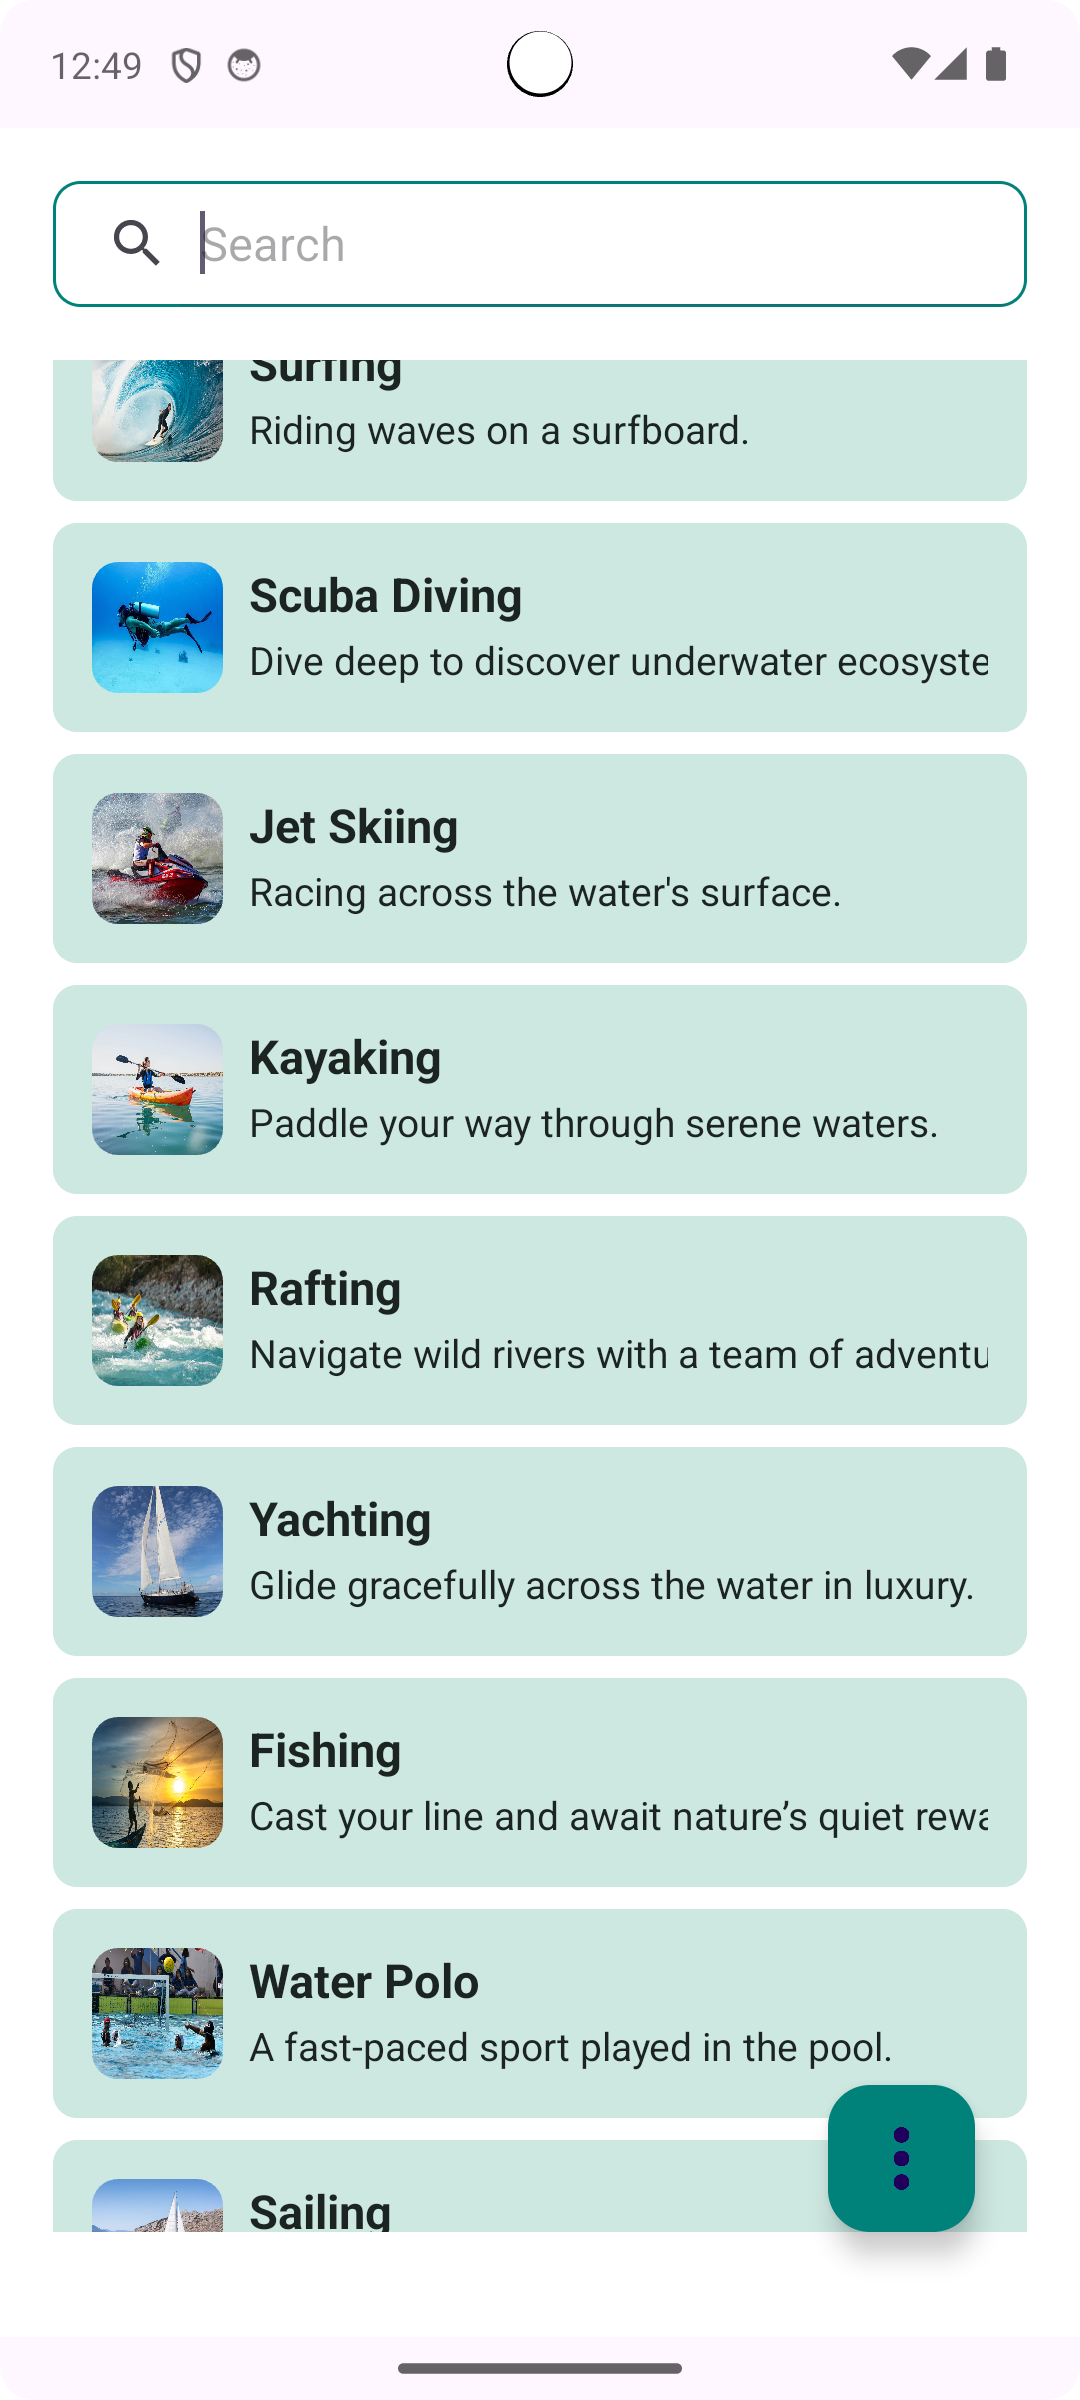 12:49
Search
Surfing
Riding waves on a surfboard.
Scuba Diving
Dive deep to discover underwater ecosyste
Jet Skiing
Racing across the water's surface.
Kayaking
Paddle your way through serene waters.
Rafting
Navigate wild rivers with a team of adventu
Yachting
Glide gracefully across the water in luxury.
Fishing
Cast your line and await nature’s quiet rewa
Water Polo
A fast-paced sport played in the pool.
Sailing